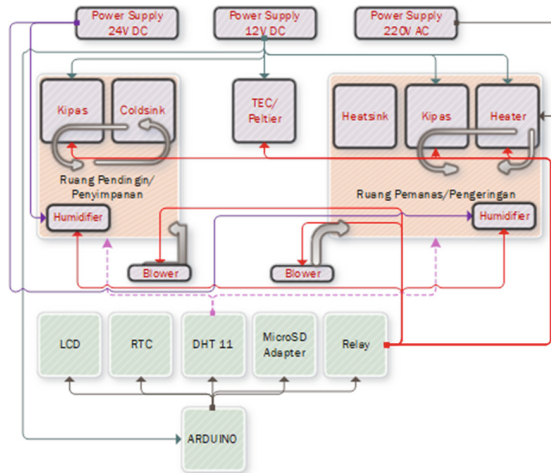 Power Supply
24V DC
Power Supply
12V DC
Power Supply
220V AC
Kipas
Coldsink
TEC/
Peltier
Heatsink
Kipas
Heater
Ruang Pendingin/
Penyimpanan
Ruang Pemanas/Pengeringan
Humidifier
Humidifier
Blower
Blower
LCD
RTC
DHT 11
MicroSD
Adapter
Relay
ARDUINO